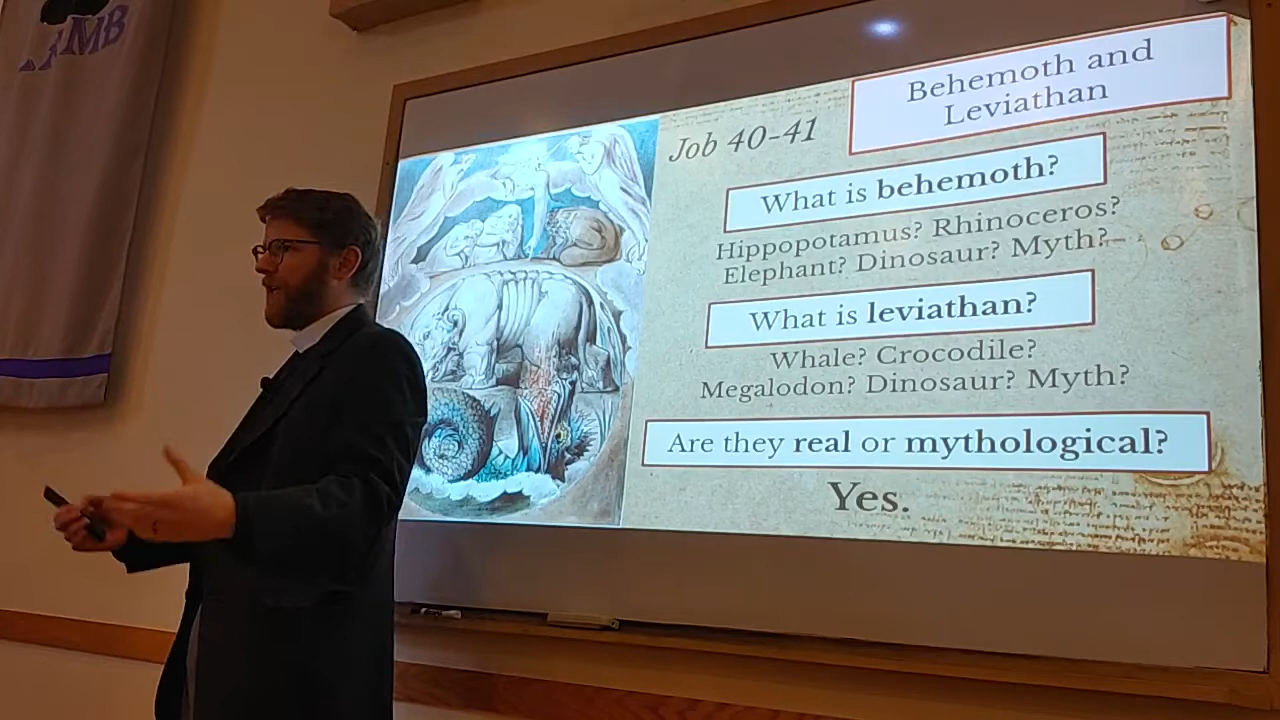 MB
Behemoth and
Leviathan
Job 40-41
What is behemoth?
Hippopotamus? Rhinoceros?
Elephant? Dinosaur? Myth?
What is leviathan?
Whale? Crocodile?
Megalodon? Dinosaur? Myth?
Are they real or mythological?
Yes.